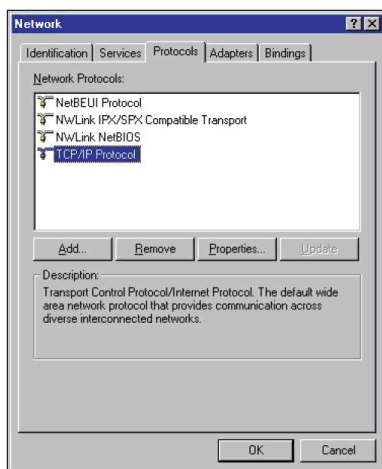 Network
Identification Services Protocols Adapters Bindings
Network Protocols:
NetBEUI Protocol
NWLink IPX/SPX Compatible Transport
NWLink NetBIOS
TCP/IP Protocol
Add... Remove Properties... Update
Description:
Transport Control Protocol/Internet Protocol. The default wide
area network protocol that provides communication across
diverse interconnected networks.
OK Cancel